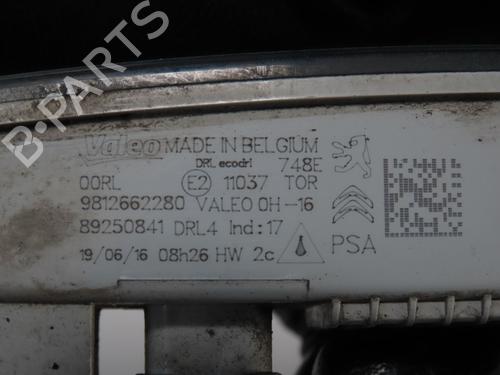 B-PARTS
Valeo MADE IN BELGIUM
DRL ecodrl 748E
00RL E2 11037 TOR
9812662280 VALEO 0H-16
89250841 DRL4 Ind:17
19/06/16 08h26 HW 2c PSA